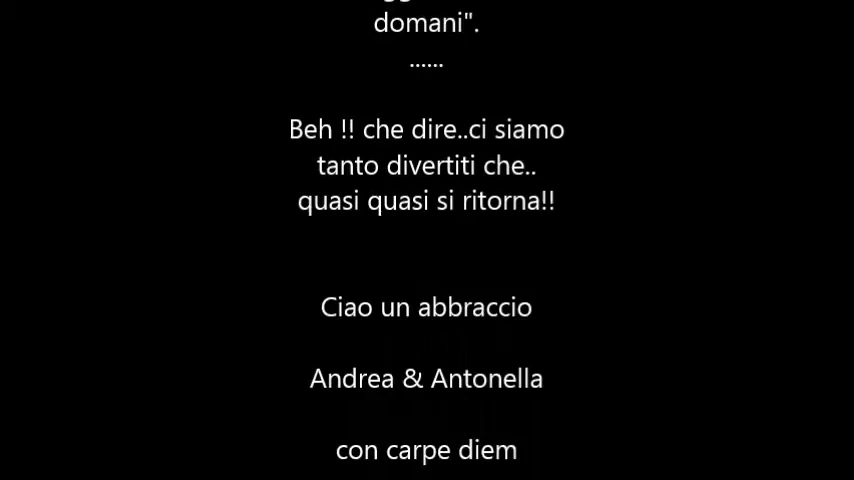 domani".
......
Beh !! che dire..ci siamo
tanto divertiti che..
quasi quasi si ritorna!!
Ciao un abbraccio
Andrea & Antonella
con carpe diem